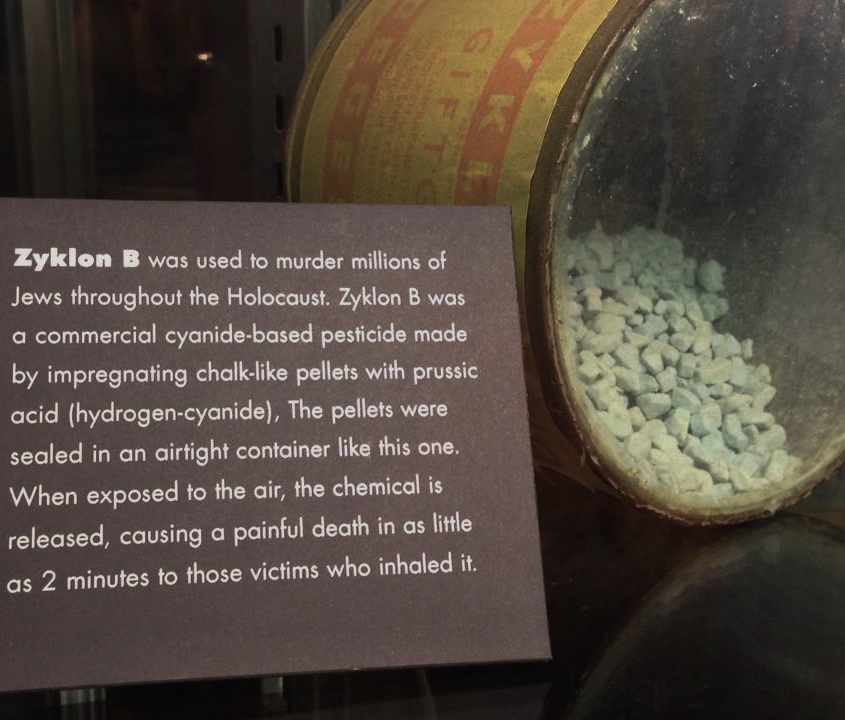 DEGE
GIFTG
ZYKL
Zyklon B was used to murder millions of
Jews throughout the Holocaust. Zyklon B was
a commercial cyanide-based pesticide made
by impregnating chalk-like pellets with prussic
acid (hydrogen-cyanide), The pellets were
sealed in an airtight container like this one.
When exposed to the air, the chemical is
released, causing a painful death in as little
as 2 minutes to those victims who inhaled it.